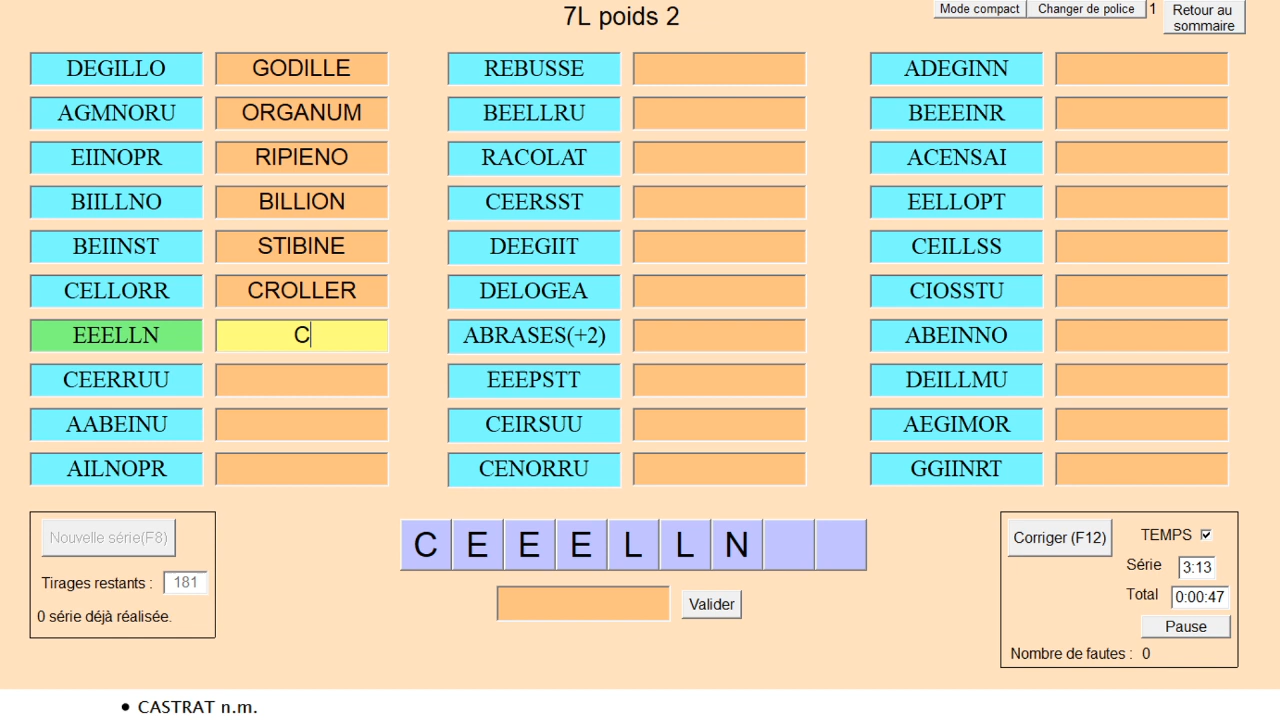 7L poids 2
Mode compact Changer de police 1 Retour au
sommaire
DEGILLO GODILLE REBUSSE ADEGINN
AGMNORU ORGANUM BEELLRU BEEEINR
EIINOPR RIPIENO RACOLAT ACENSAI
BIILLNO BILLION CEERSST EELLOPT
BEIINST STIBINE DEEGIIT CEILLSS
CELLORR CROLLER DELOGEA CIOSSTU
EEELLN C ABRASES(+2) ABEINNO
CEERRUU EEEPSTT DEILLMU
AABEINU CEIRSUU AEGIMOR
AILNOPR CENORRU GGIINRT
Nouvelle série(F8)
Tirages restants : 181
0 série déjà réalisée.
C E E E L L N
Valider
Corriger (F12) TEMPS
Série 3:13
Total 0:00:47
Pause
Nombre de fautes : 0
• CASTRAT n.m.